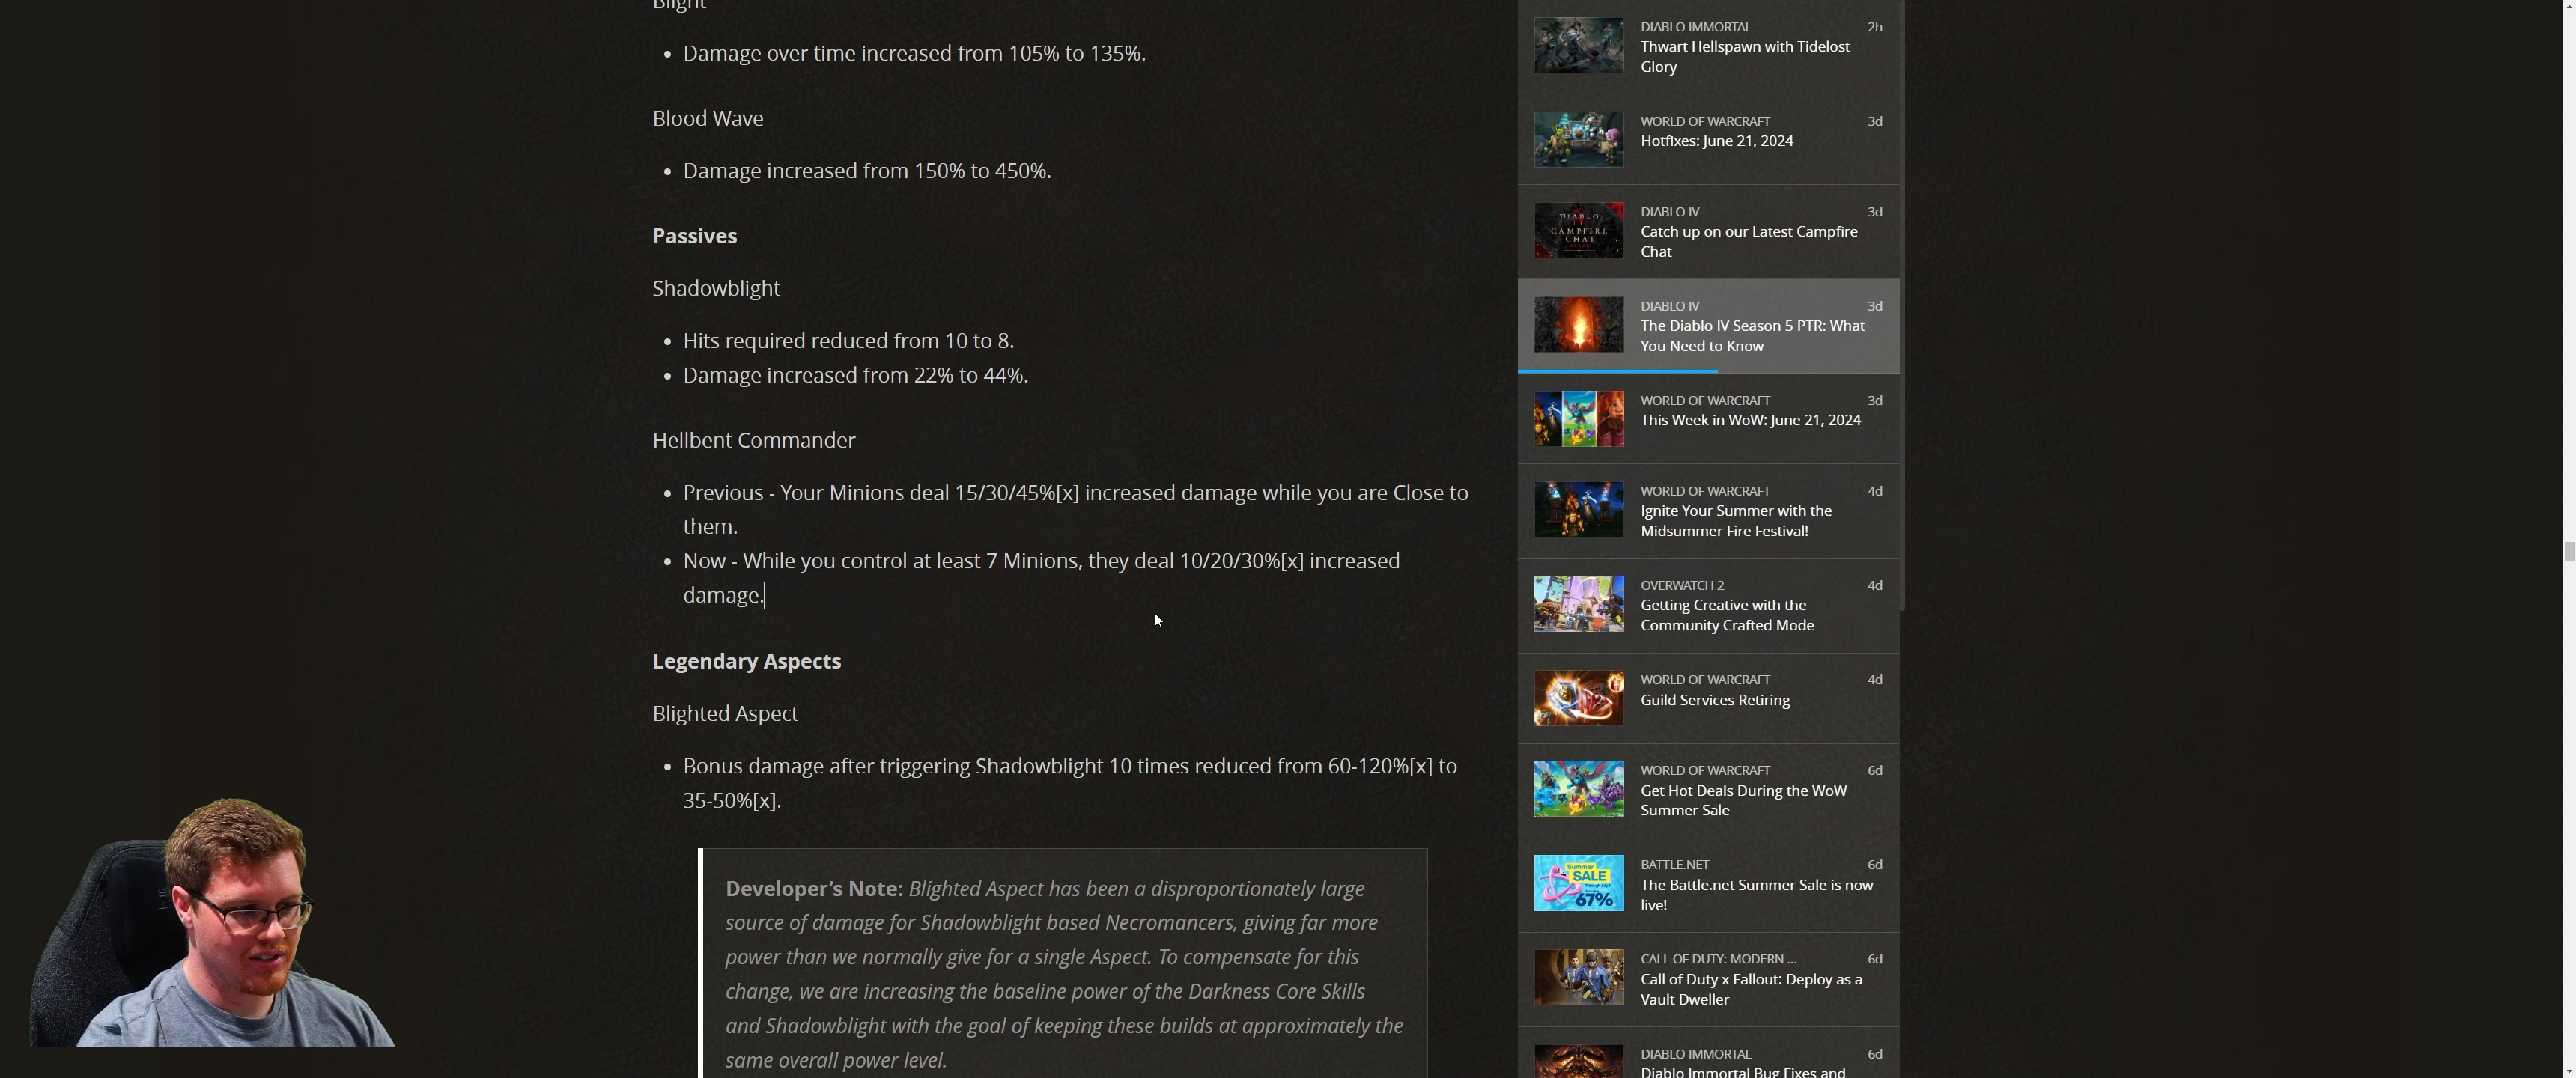 Blight
• Damage over time increased from 105% to 135%.
Blood Wave
• Damage increased from 150% to 450%.
Passives
Shadowblight
• Hits required reduced from 10 to 8.
• Damage increased from 22% to 44%.
Hellbent Commander
• Previous - Your Minions deal 15/30/45%[x] increased damage while you are Close to
them.
• Now - While you control at least 7 Minions, they deal 10/20/30%[x] increased
damage.
Legendary Aspects
Blighted Aspect
• Bonus damage after triggering Shadowblight 10 times reduced from 60-120%[x] to
35-50%[x].
Developer’s Note: Blighted Aspect has been a disproportionately large
source of damage for Shadowblight based Necromancers, giving far more
power than we normally give for a single Aspect. To compensate for this
change, we are increasing the baseline power of the Darkness Core Skills
and Shadowblight with the goal of keeping these builds at approximately the
same overall power level.
DIABLO IMMORTAL 2h
Thwart Hellspawn with Tidelost
Glory
WORLD OF WARCRAFT 3d
Hotfixes: June 21, 2024
DIABLO
CAMPFIRE
CHAT
DIABLO IV 3d
Catch up on our Latest Campfire
Chat
DIABLO IV 3d
The Diablo IV Season 5 PTR: What
You Need to Know
WORLD OF WARCRAFT 3d
This Week in WoW: June 21, 2024
WORLD OF WARCRAFT 4d
Ignite Your Summer with the
Midsummer Fire Festival!
OVERWATCH 2 4d
Getting Creative with the
Community Crafted Mode
WORLD OF WARCRAFT 4d
Guild Services Retiring
WORLD OF WARCRAFT 6d
Get Hot Deals During the WoW
Summer Sale
Summer
SALE
67%
BATTLE.NET 6d
The Battle.net Summer Sale is now
live!
CALL OF DUTY: MODERN ... 6d
Call of Duty x Fallout: Deploy as a
Vault Dweller
DIABLO IMMORTAL 6d
Diablo Immortal Bug Fixes and